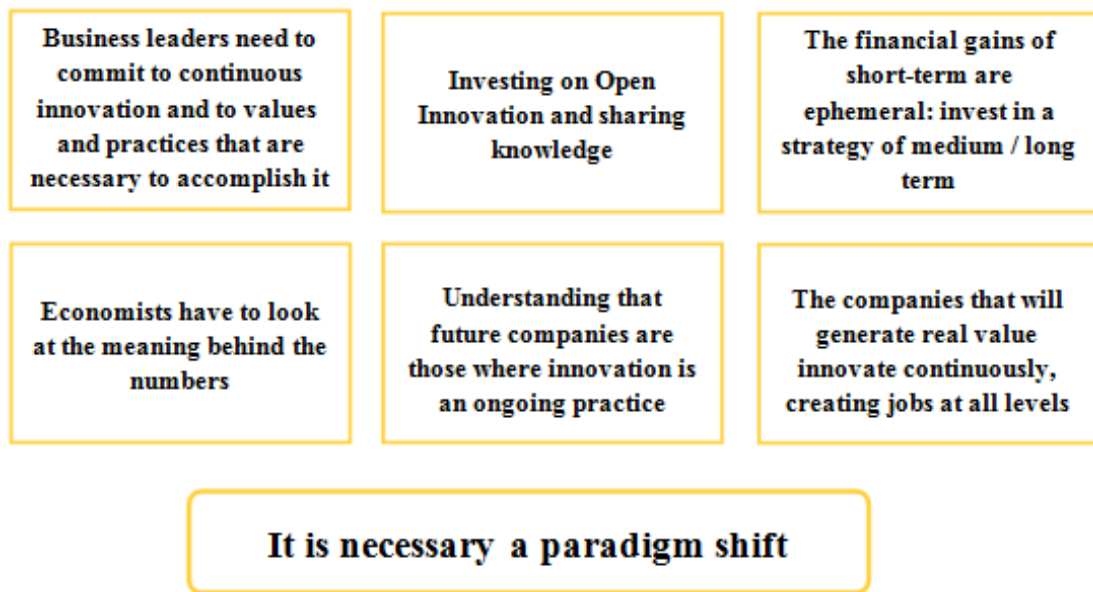 Business leaders need to
commit to continuous
innovation and to values
and practices that are
necessary to accomplish it
Investing on Open
Innovation and sharing
knowledge
The financial gains of
short-term are
ephemeral: invest in a
strategy of medium / long
term
Economists have to look
at the meaning behind the
numbers
Understanding that
future companies are
those where innovation is
an ongoing practice
The companies that will
generate real value
innovate continuously,
creating jobs at all levels
It is necessary a paradigm shift